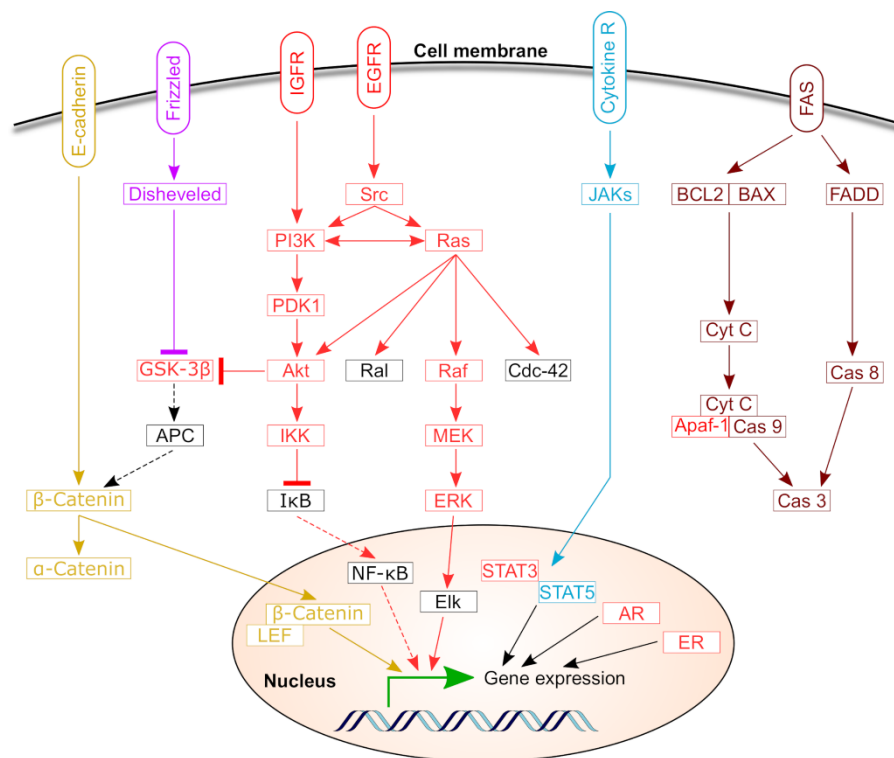 Cell membrane
E-cadherin
Frizzled
IGFR
EGFR
Cytokine R
FAS
Disheveled
Src
JAKs
BCL2 BAX
FADD
PI3K
Ras
PDK1
Cyt C
GSK-3β
Akt
Ral
Raf
Cdc-42
Cas 8
Cyt C
Apaf-1 Cas 9
APC
IKK
MEK
β-Catenin
IκB
ERK
Cas 3
α-Catenin
NF-κB
STAT3
STAT5
Elk
β-Catenin
LEF
AR
ER
Nucleus
Gene expression